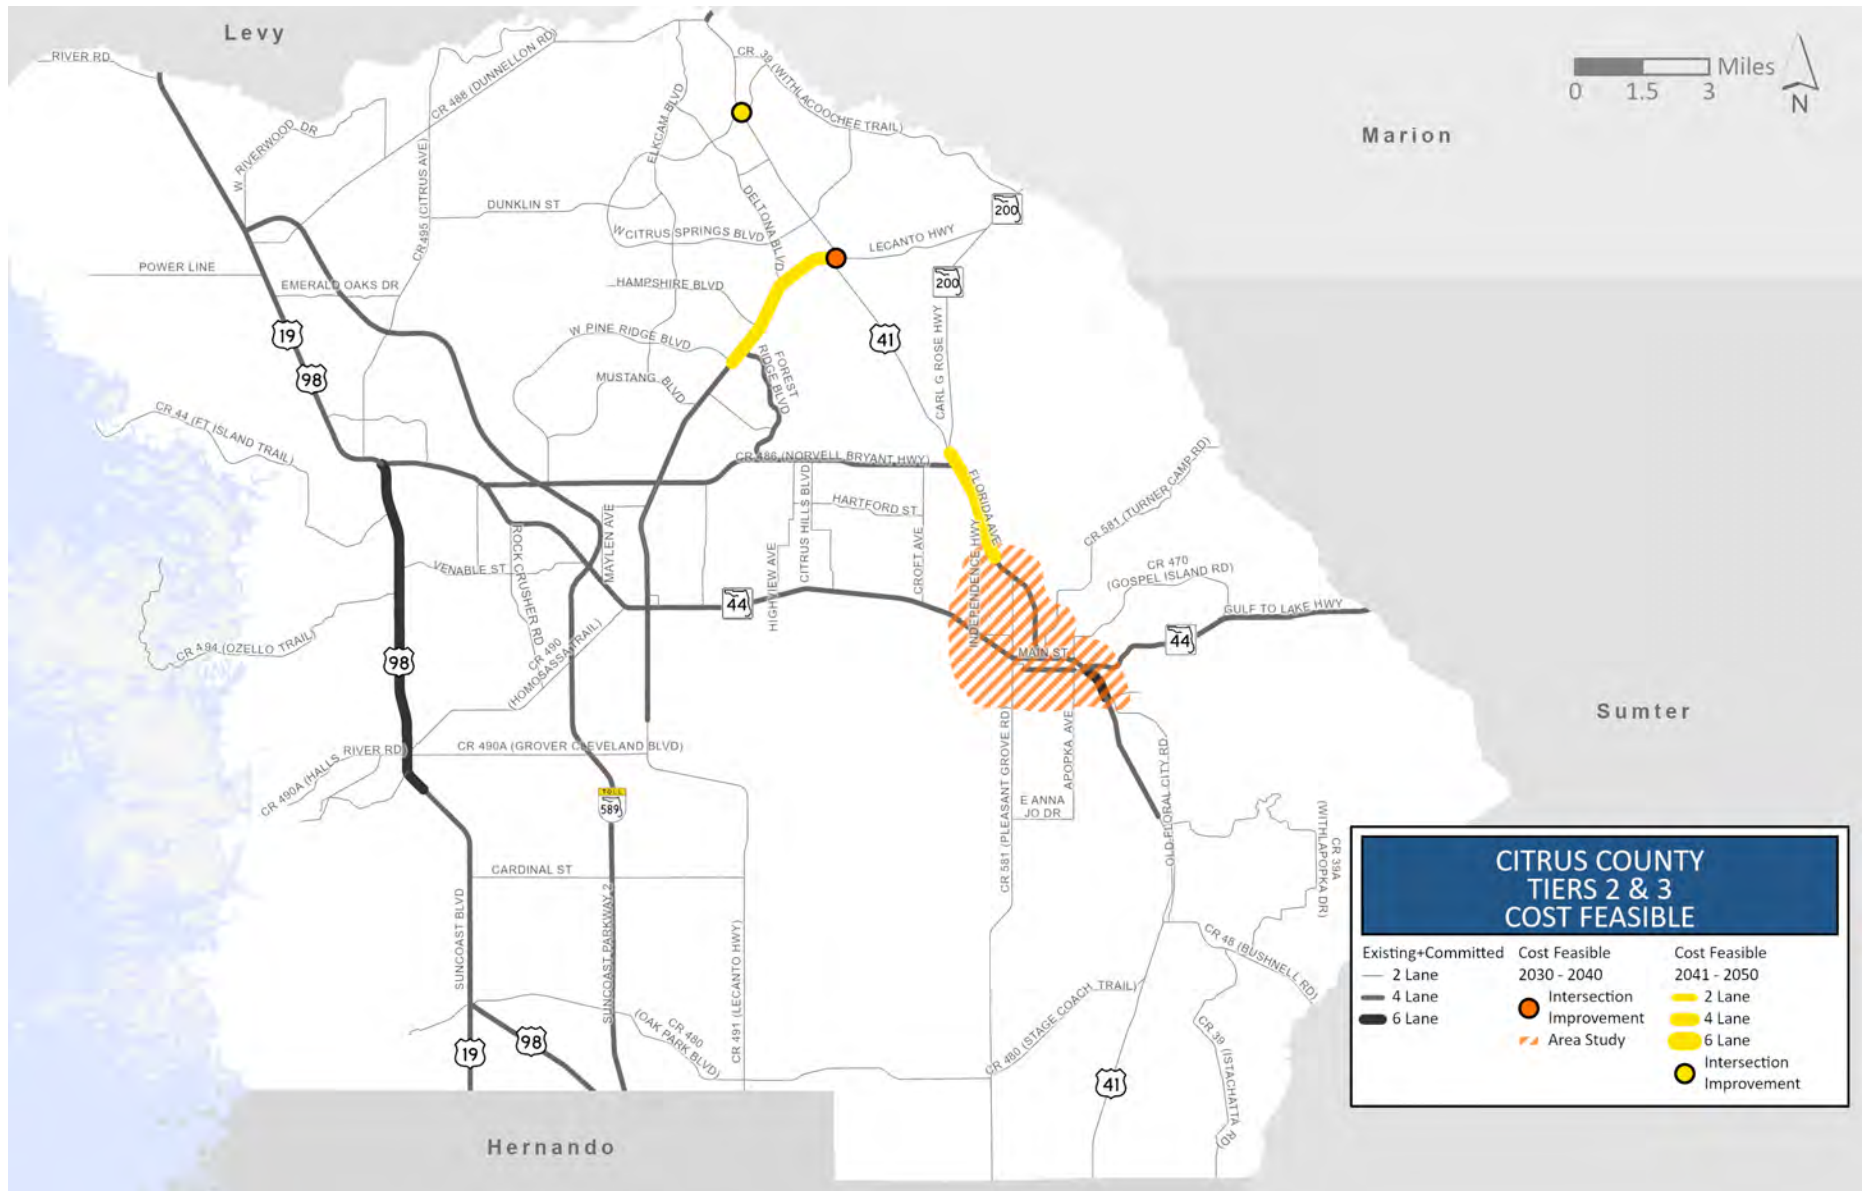 Levy
RIVER RD
CR 488 (DUNNELLON RD)
CR 39 (WITHLACOOCHEE TRAIL)
Miles
0 1.5 3
N
Marion
W RIVERWOOD DR
CR 495 (CITRUS AVE)
ELKCAM BLVD
DELTONA BLVD
DUNKLIN ST
W CITRUS SPRINGS BLVD
LECANTO HWY
200
200
POWER LINE
EMERALD OAKS DR
HAMPSHIRE BLVD
19
98
W PINE RIDGE BLVD
41
CARL G ROSE HWY
FOREST
RIDGE BLVD
MUSTANG BLVD
CR 44 (FT ISLAND TRAIL)
CR 486 (NORVELL BRYANT HWY)
CR 581 (TURNER CAMP RD)
FLORIDA AVE
HARTFORD ST
CITRUS HILLS BLVD
CROFT AVE
INDEPENDENCE HWY
MAYLEN AVE
HIGHVIEW AVE
ROCK CRUSHER RD
VENABLE ST
CR 470
(GOSPEL ISLAND RD)
44
GULF TO LAKE HWY
44
CR 494 (OZELLO TRAIL)
CR 490
(HOMOSASSA TRAIL)
98
MAIN ST
Sumter
CR 490A (HALLS RIVER RD)
CR 490A (GROVER CLEVELAND BLVD)
CR 581 (PLEASANT GROVE RD)
APOPKA AVE
OLD FLORAL CITY RD
TOLL
589
E ANNA
JO DR
CR 39A
(WITHLAPOPKA DR)
CARDINAL ST
SUNCOAST BLVD
SUNCOAST PARKWAY 2
CR 491 (LECANTO HWY)
CR 48 (BUSHNELL RD)
CR 480
(OAK PARK BLVD)
CR 480 (STAGE COACH TRAIL)
CR 39 (ISTACHATTA RD)
19
98
41
Hernando
CITRUS COUNTY
TIERS 2 & 3
COST FEASIBLE
Existing+Committed
2 Lane
4 Lane
6 Lane
Cost Feasible
2030 - 2040
Intersection
Improvement
Area Study
Cost Feasible
2041 - 2050
2 Lane
4 Lane
6 Lane
Intersection
Improvement